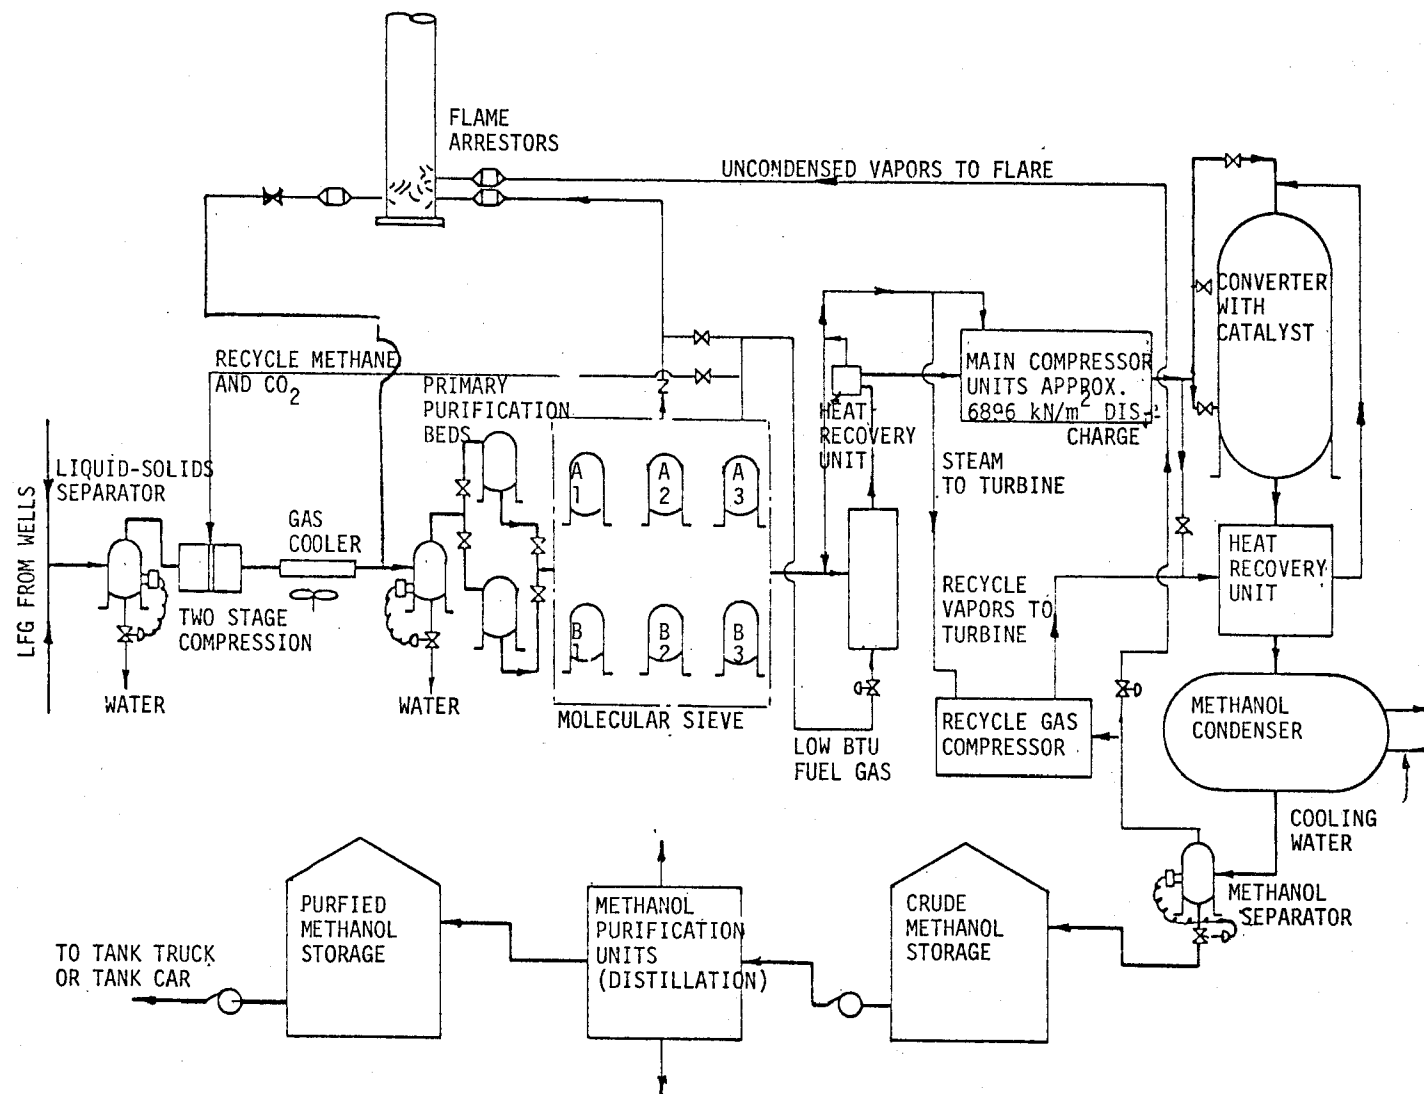 FLAME
ARRESTORS
UNCONDENSED VAPORS TO FLARE
CONVERTER
WITH
CATALYST
RECYCLE METHANE
AND CO2
PRIMARY
PURIFICATION
BEDS
Z
MAIN COMPRESSOR
UNITS APPROX.
6896 kN/m2 DIS-
CHARGE
HEAT
RECOVERY
UNIT
LFG FROM WELLS
LIQUID-SOLIDS
SEPARATOR
GAS
COOLER
A
1
A
2
A
3
STEAM
TO TURBINE
HEAT
RECOVERY
UNIT
TWO STAGE
COMPRESSION
B
1
B
2
B
3
RECYCLE
VAPORS TO
TURBINE
WATER
WATER
MOLECULAR SIEVE
LOW BTU
FUEL GAS
RECYCLE GAS
COMPRESSOR
METHANOL
CONDENSER
COOLING
WATER
METHANOL
SEPARATOR
CRUDE
METHANOL
STORAGE
METHANOL
PURIFICATION
UNITS
(DISTILLATION)
PURFIED
METHANOL
STORAGE
TO TANK TRUCK
OR TANK CAR